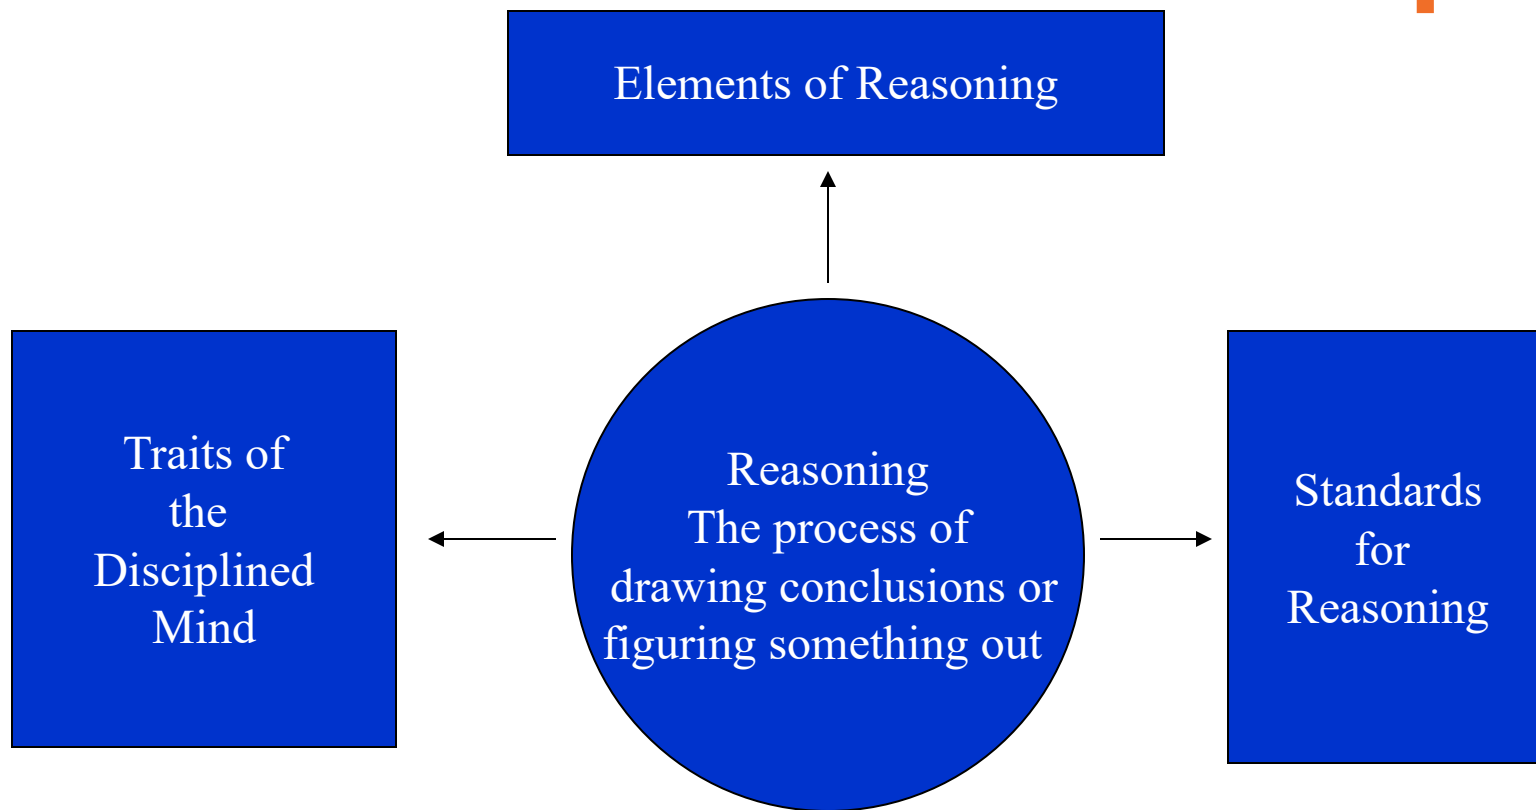 Elements of Reasoning
Traits of
the
Disciplined
Mind
Reasoning
The process of
drawing conclusions or
figuring something out
Standards
for
Reasoning